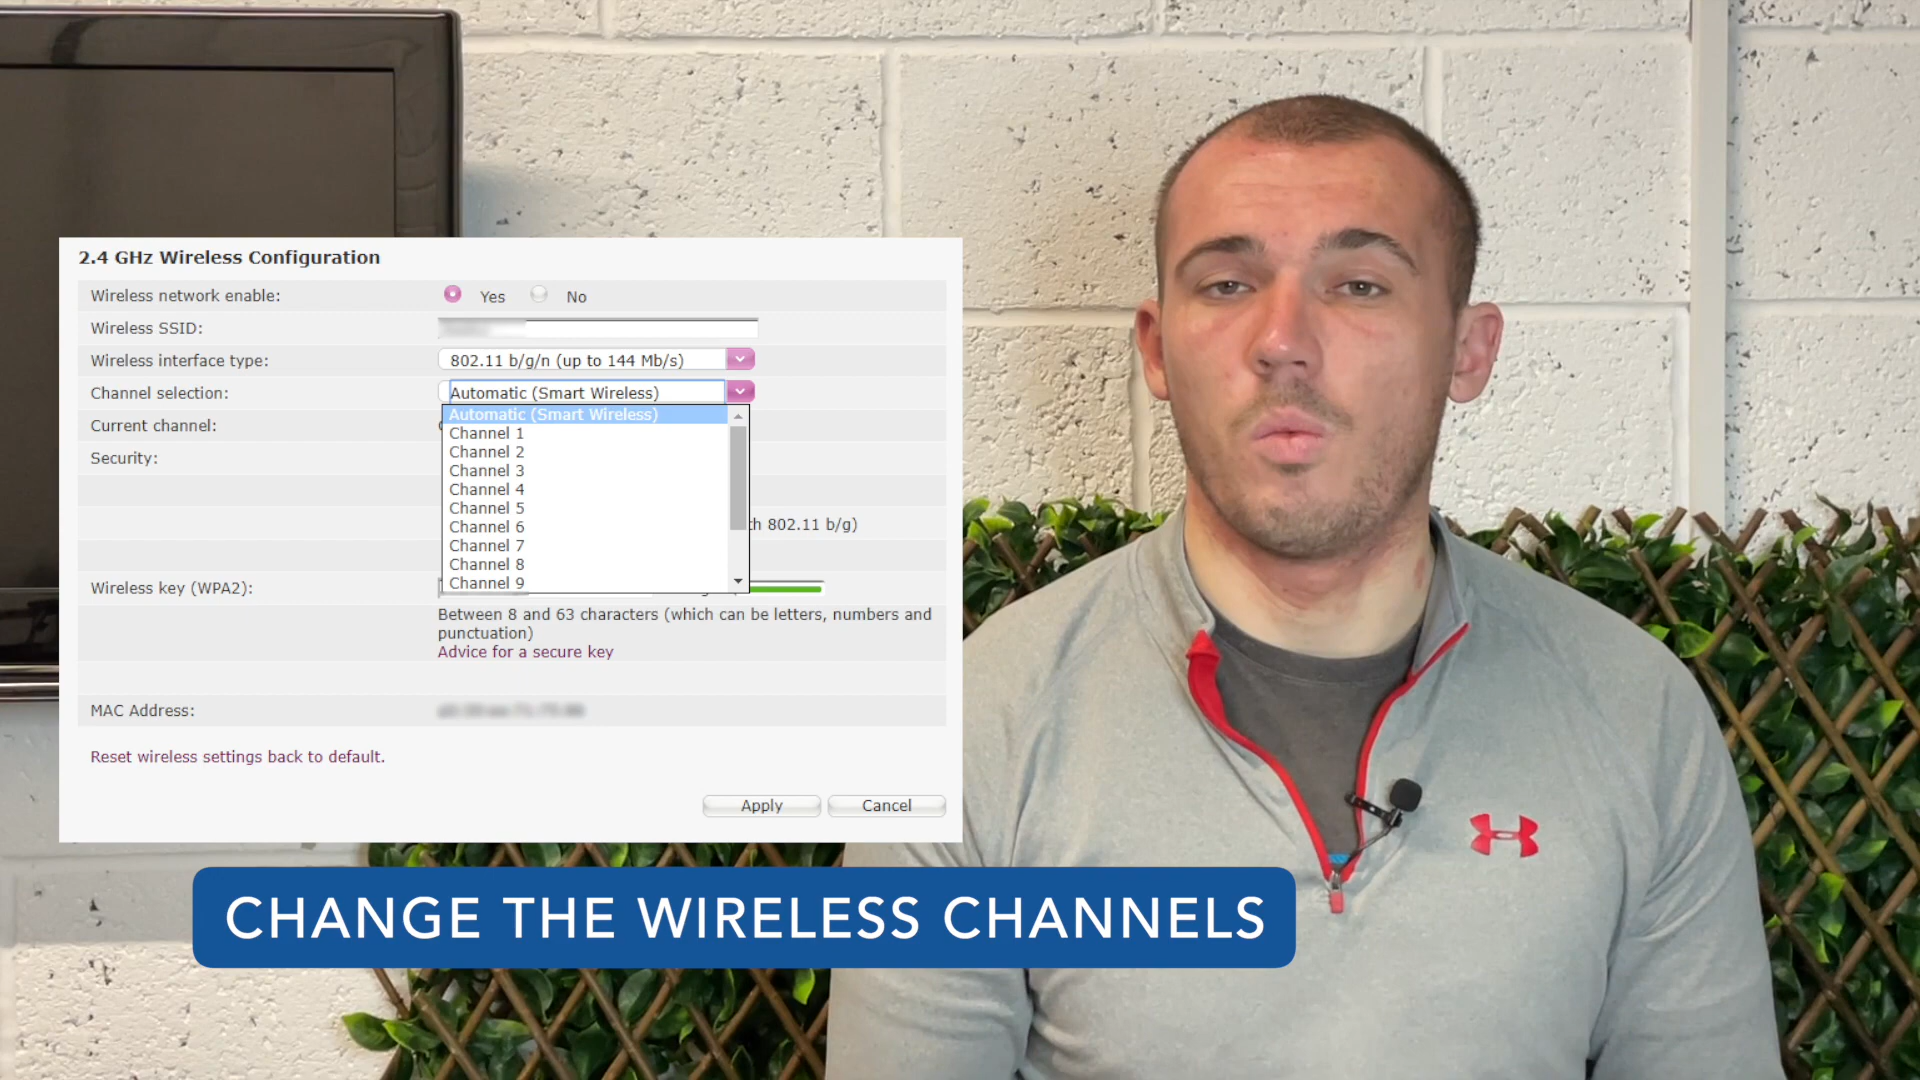 2.4 GHz Wireless Configuration
Wireless network enable: Yes No
Wireless SSID:
Wireless interface type: 802.11 b/g/n (up to 144 Mb/s)
Channel selection: Automatic (Smart Wireless)
Automatic (Smart Wireless)
Current channel:
Channel 1
Channel 2
Security:
Channel 3
Channel 4
Channel 5
Channel 6
802.11 b/g)
Channel 7
Channel 8
Channel 9
Wireless key (WPA2):
Between 8 and 63 characters (which can be letters, numbers and
punctuation)
Advice for a secure key
MAC Address:
Reset wireless settings back to default.
Apply Cancel
CHANGE THE WIRELESS CHANNELS